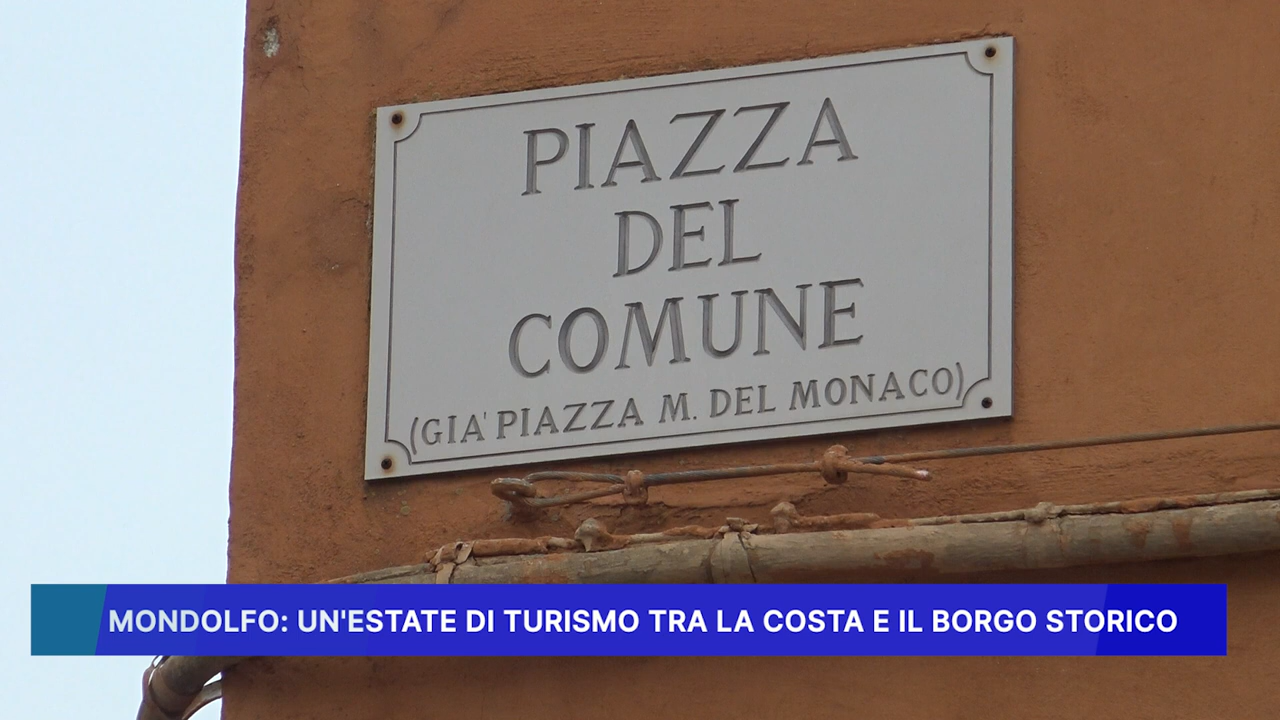 PIAZZA
DEL
COMUNE
(GIA' PIAZZA M. DEL MONACO)
MONDOLFO: UN'ESTATE DI TURISMO TRA LA COSTA E IL BORGO STORICO